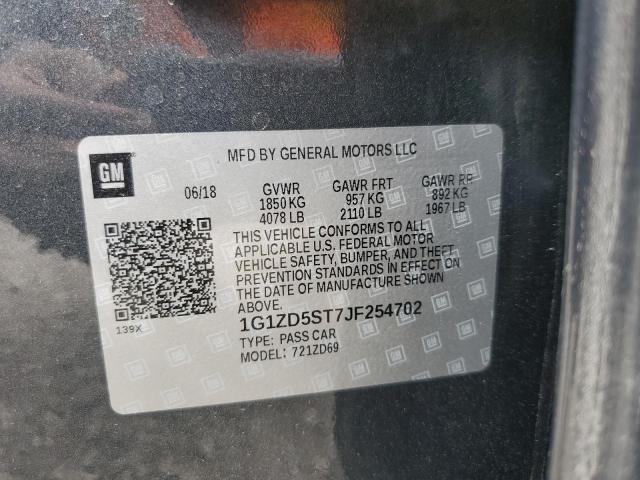 GM
MFD BY GENERAL MOTORS LLC
06/18 GVWR GAWR FRT GAWR RR
1850 KG 957 KG 892 KG
4078 LB 2110 LB 1967 LB
THIS VEHICLE CONFORMS TO ALL
APPLICABLE U.S. FEDERAL MOTOR
VEHICLE SAFETY, BUMPER, AND THEFT
PREVENTION STANDARDS IN EFFECT ON
THE DATE OF MANUFACTURE SHOWN
ABOVE.
139X
1G1ZD5ST7JF254702
TYPE: PASS CAR
MODEL: 721ZD69